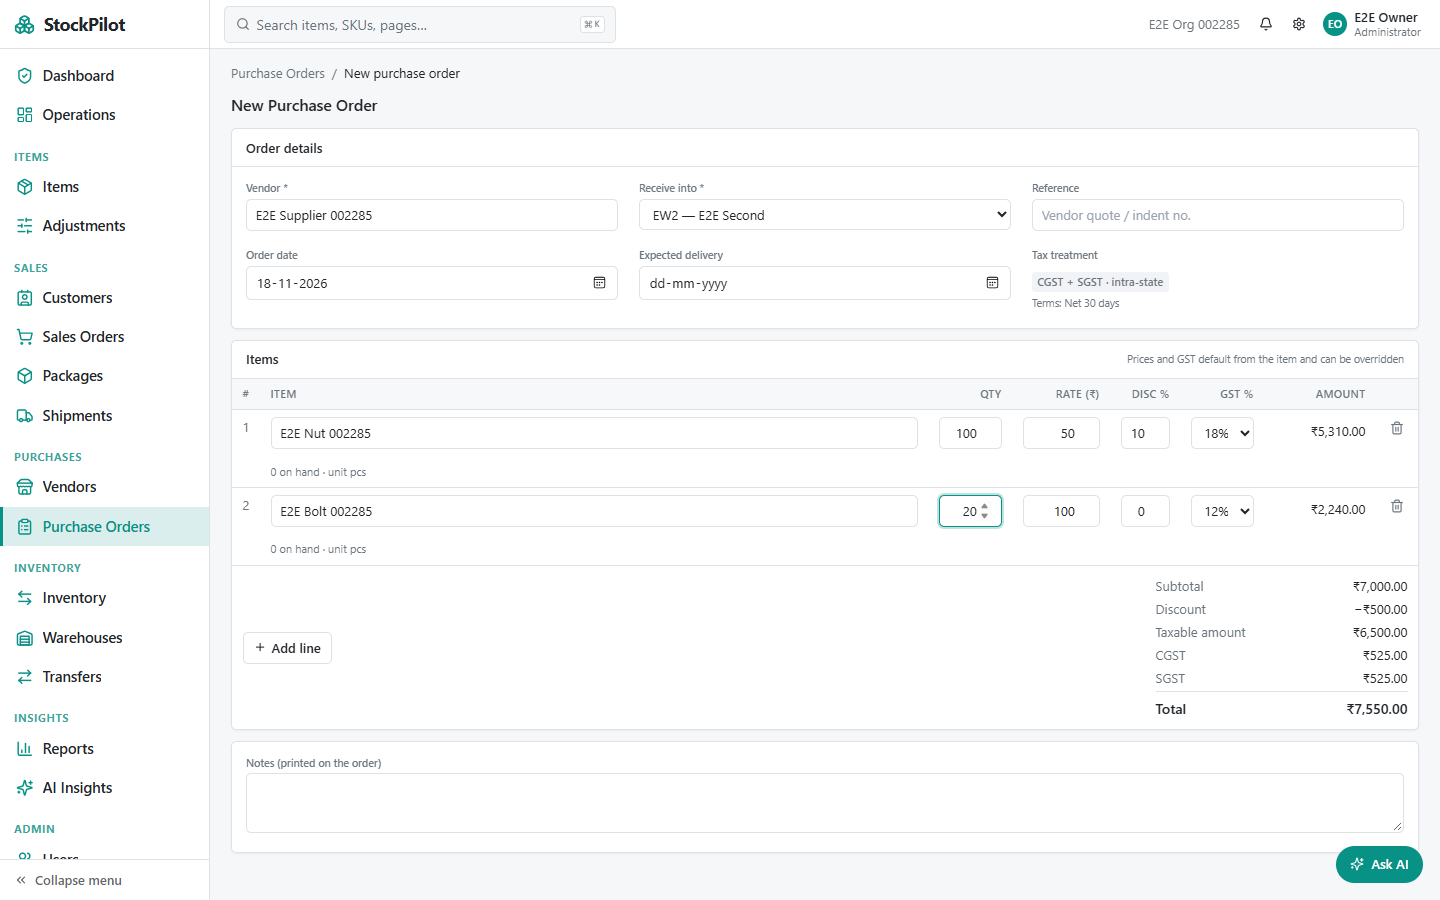 StockPilot
Search items, SKUs, pages...
⌘K
E2E Org 002285
EO
E2E Owner
Administrator
Dashboard
Operations
ITEMS
Items
Adjustments
SALES
Customers
Sales Orders
Packages
Shipments
PURCHASES
Vendors
Purchase Orders
INVENTORY
Inventory
Warehouses
Transfers
INSIGHTS
Reports
AI Insights
ADMIN
Users
Collapse menu
Purchase Orders / New purchase order
New Purchase Order
Order details
Vendor *
Receive into *
Reference
E2E Supplier 002285
EW2 — E2E Second
Vendor quote / indent no.
Order date
Expected delivery
Tax treatment
18-11-2026
dd-mm-yyyy
CGST + SGST · intra-state
Terms: Net 30 days
Items
Prices and GST default from the item and can be overridden
# ITEM QTY RATE (₹) DISC % GST % AMOUNT
1 E2E Nut 002285 100 50 10 18% ₹5,310.00
0 on hand · unit pcs
2 E2E Bolt 002285 20 100 0 12% ₹2,240.00
0 on hand · unit pcs
Subtotal ₹7,000.00
Discount −₹500.00
Taxable amount ₹6,500.00
CGST ₹525.00
SGST ₹525.00
Total ₹7,550.00
+ Add line
Notes (printed on the order)
Ask AI